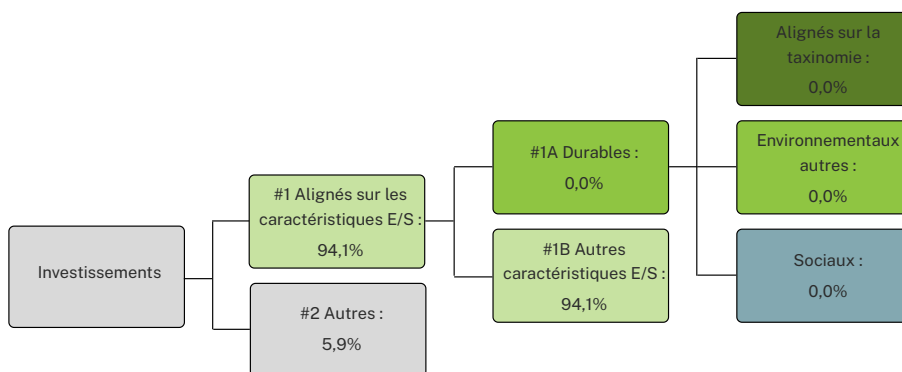 Investissements
#1 Alignés sur les
caractéristiques E/S :
94,1%
#2 Autres :
5,9%
#1A Durables :
0,0%
#1B Autres
caractéristiques E/S :
94,1%
Alignés sur la
taxinomie :
0,0%
Environnementaux
autres :
0,0%
Sociaux :
0,0%